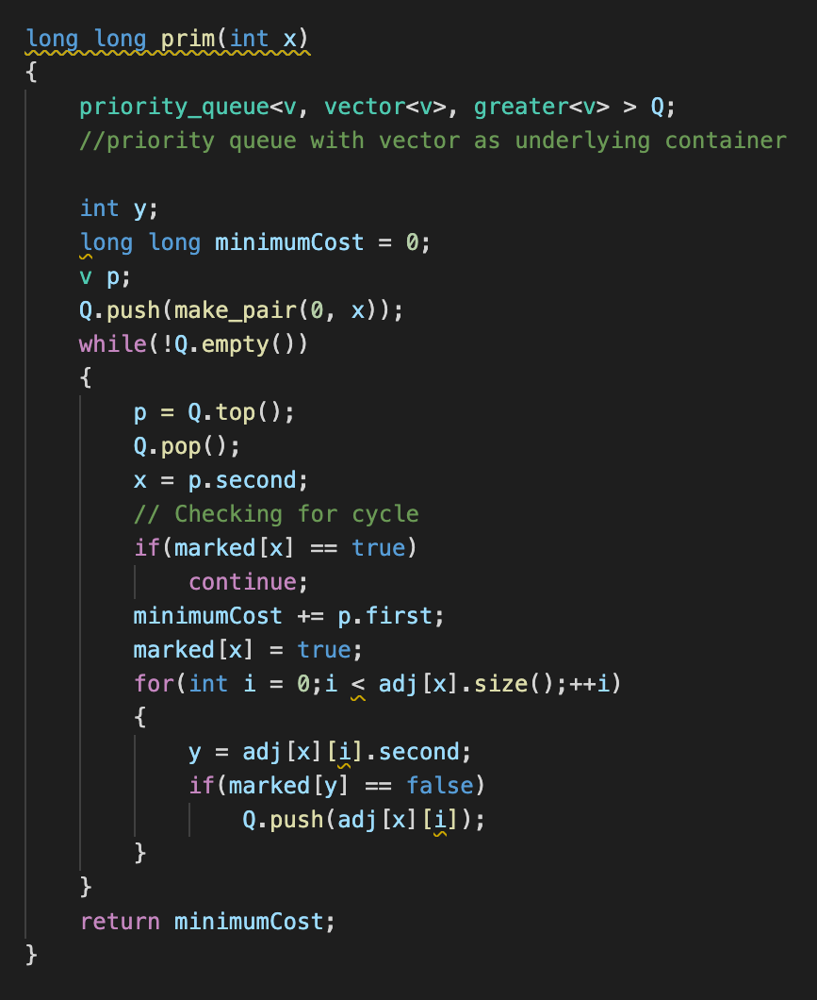 long long prim(int x)
{
    priority_queue<v, vector<v>, greater<v> > Q;
    //priority queue with vector as underlying container

    int y;
    long long minimumCost = 0;
    v p;
    Q.push(make_pair(0, x));
    while(!Q.empty())
    {
        p = Q.top();
        Q.pop();
        x = p.second;
        // Checking for cycle
        if(marked[x] == true)
            continue;
        minimumCost += p.first;
        marked[x] = true;
        for(int i = 0;i < adj[x].size();++i)
        {
            y = adj[x][i].second;
            if(marked[y] == false)
                Q.push(adj[x][i]);
        }
    }
    return minimumCost;
}